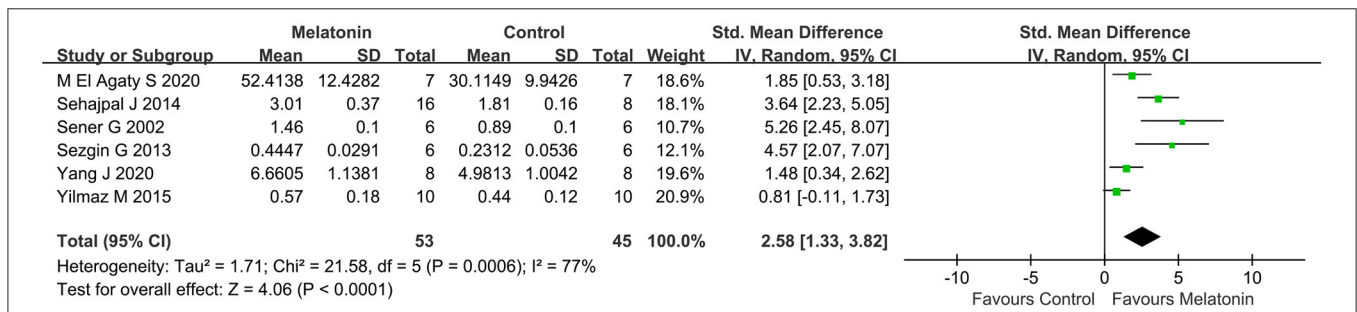 Melatonin Control Std. Mean Difference Std. Mean Difference
Study or Subgroup Mean SD Total Mean SD Total Weight IV, Random, 95% CI IV, Random, 95% CI
M El Agaty S 2020 52.4138 12.4282 7 30.1149 9.9426 7 18.6% 1.85 [0.53, 3.18]
Sehajpal J 2014 3.01 0.37 16 1.81 0.16 8 18.1% 3.64 [2.23, 5.05]
Sener G 2002 1.46 0.1 6 0.89 0.1 6 10.7% 5.26 [2.45, 8.07]
Sezgin G 2013 0.4447 0.0291 6 0.2312 0.0536 6 12.1% 4.57 [2.07, 7.07]
Yang J 2020 6.6605 1.1381 8 4.9813 1.0042 8 19.6% 1.48 [0.34, 2.62]
Yilmaz M 2015 0.57 0.18 10 0.44 0.12 10 20.9% 0.81 [-0.11, 1.73]
Total (95% CI) 53 45 100.0% 2.58 [1.33, 3.82]
Heterogeneity: Tau² = 1.71; Chi² = 21.58, df = 5 (P = 0.0006); I² = 77%
Test for overall effect: Z = 4.06 (P < 0.0001)
-10 -5 0 5 10
Favours Control Favours Melatonin